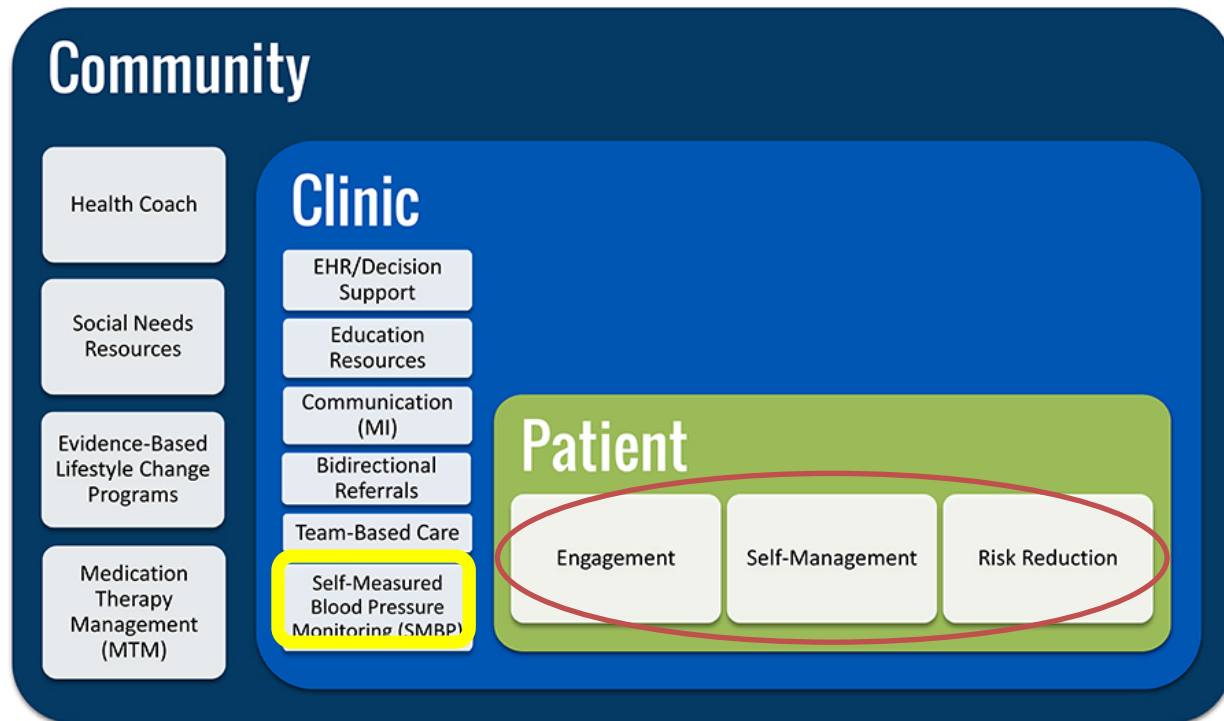 Community
Health Coach
Social Needs
Resources
Evidence-Based
Lifestyle Change
Programs
Medication
Therapy
Management
(MTM)
Clinic
EHR/Decision
Support
Education
Resources
Communication
(MI)
Bidirectional
Referrals
Team-Based Care
Self-Measured
Blood Pressure
Monitoring (SMBP)
Patient
Engagement
Self-Management
Risk Reduction